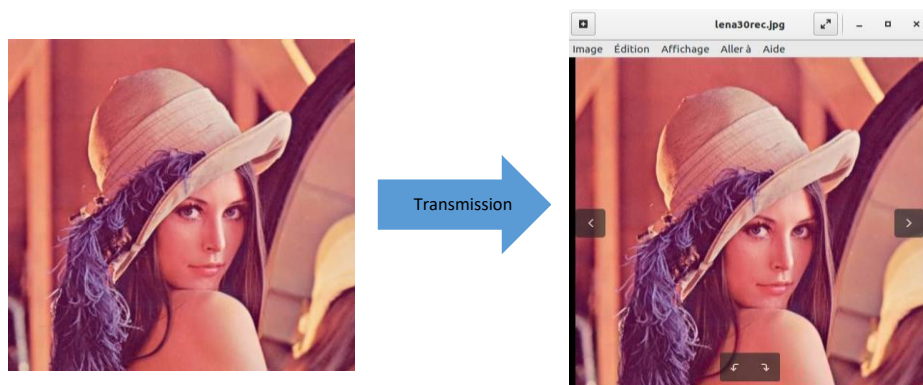 lena30rec.jpg
Image Édition Affichage Aller à Aide
Transmission